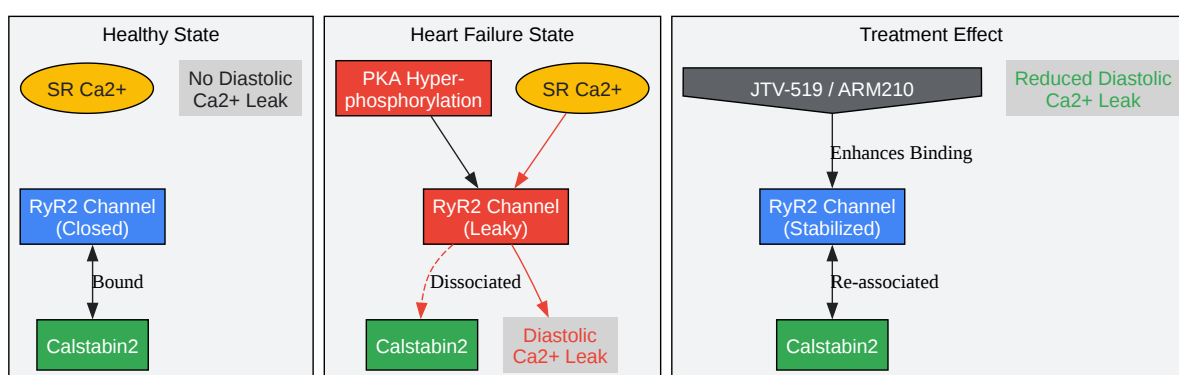 Healthy State
SR Ca2+
No Diastolic
Ca2+ Leak
RyR2 Channel
(Closed)
Bound
Calstabin2
Heart Failure State
PKA Hyper-
phosphorylation
SR Ca2+
RyR2 Channel
(Leaky)
Dissociated
Calstabin2
Diastolic
Ca2+ Leak
Treatment Effect
JTV-519 / ARM210
Reduced Diastolic
Ca2+ Leak
Enhances Binding
RyR2 Channel
(Stabilized)
Re-associated
Calstabin2